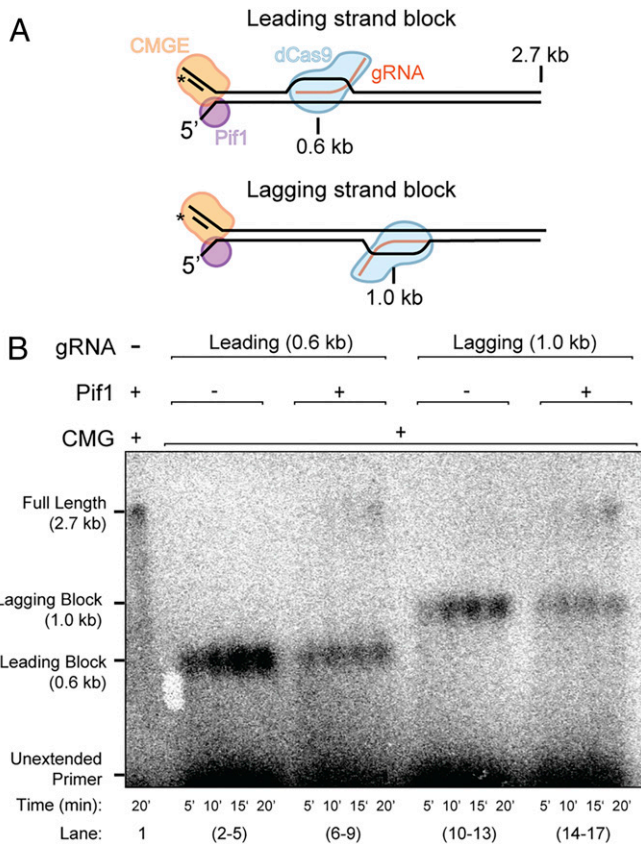 A
Leading strand block
CMGE
dCas9
gRNA
2.7 kb
*
5’
Pif1
0.6 kb
Lagging strand block
*
5’
1.0 kb
B
gRNA - Leading (0.6 kb) Lagging (1.0 kb)
Pif1 + - + - +
CMG + +
Full Length
(2.7 kb)
Lagging Block
(1.0 kb)
Leading Block
(0.6 kb)
Unextended
Primer
Time (min): 20' 5' 10' 15' 20' 5' 10' 15' 20' 5' 10' 15' 20' 5' 10' 15' 20'
Lane: 1 (2-5) (6-9) (10-13) (14-17)